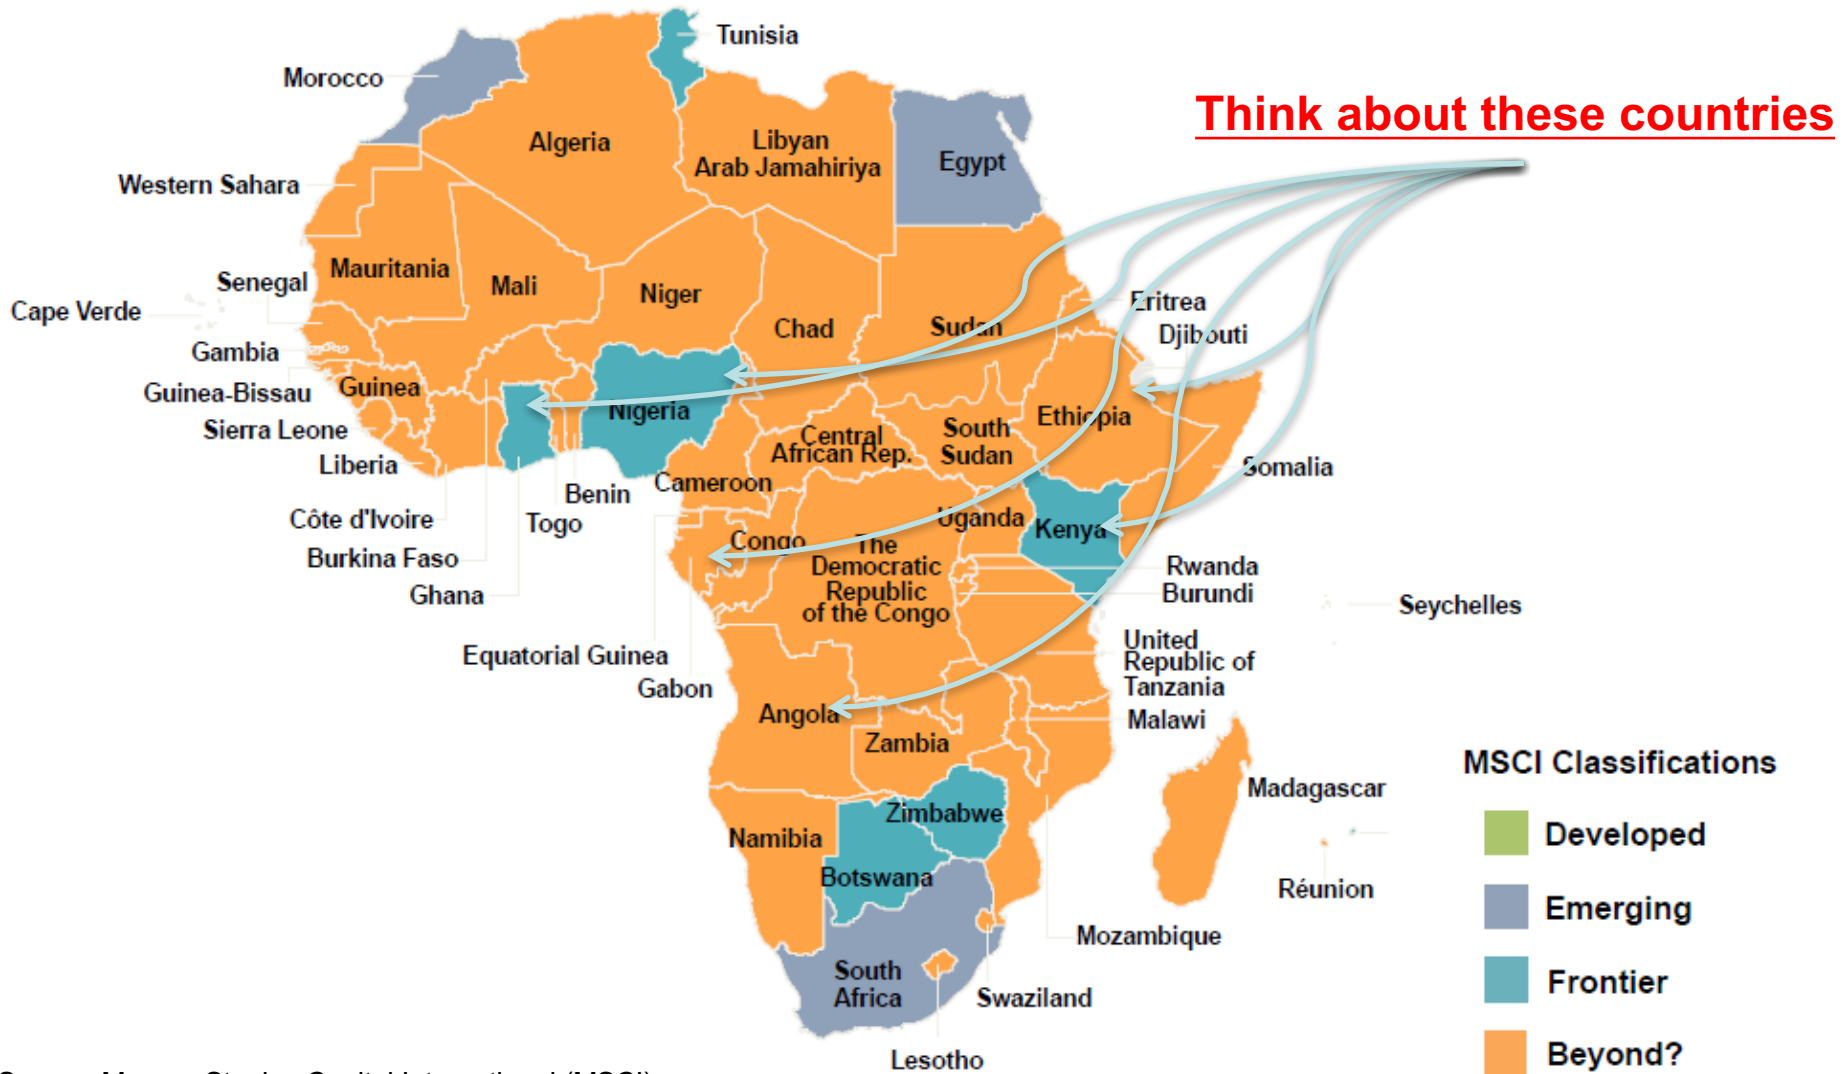 Tunisia
Morocco
Think about these countries
Algeria
Libyan
Arab Jamahiriya
Egypt
Western Sahara
Mauritania
Senegal
Mali
Niger
Cape Verde
Eritrea
Chad
Sudan
Djibouti
Gambia
Guinea-Bissau
Guinea
Nigeria
Ethiopia
Sierra Leone
Central
African Rep.
South
Sudan
Liberia
Somalia
Cameroon
Benin
Côte d'Ivoire
Togo
Uganda
Kenya
Congo
Burkina Faso
The
Democratic
Republic
of the Congo
Rwanda
Burundi
Ghana
Seychelles
Equatorial Guinea
United
Republic of
Tanzania
Gabon
Angola
Malawi
Zambia
MSCI Classifications
Madagascar
Zimbabwe
Namibia
Developed
Botswana
Réunion
Emerging
Mozambique
South
Africa
Frontier
Swaziland
Lesotho
Beyond?